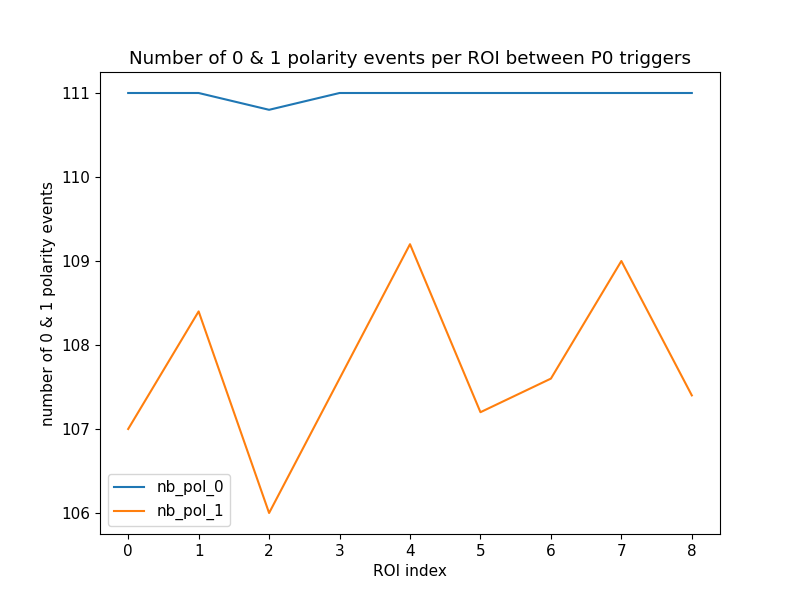 Number of 0 & 1 polarity events per ROI between P0 triggers
111
110
109
108
107
106
number of 0 & 1 polarity events
nb_pol_0
nb_pol_1
0 1 2 3 4 5 6 7 8
ROI index